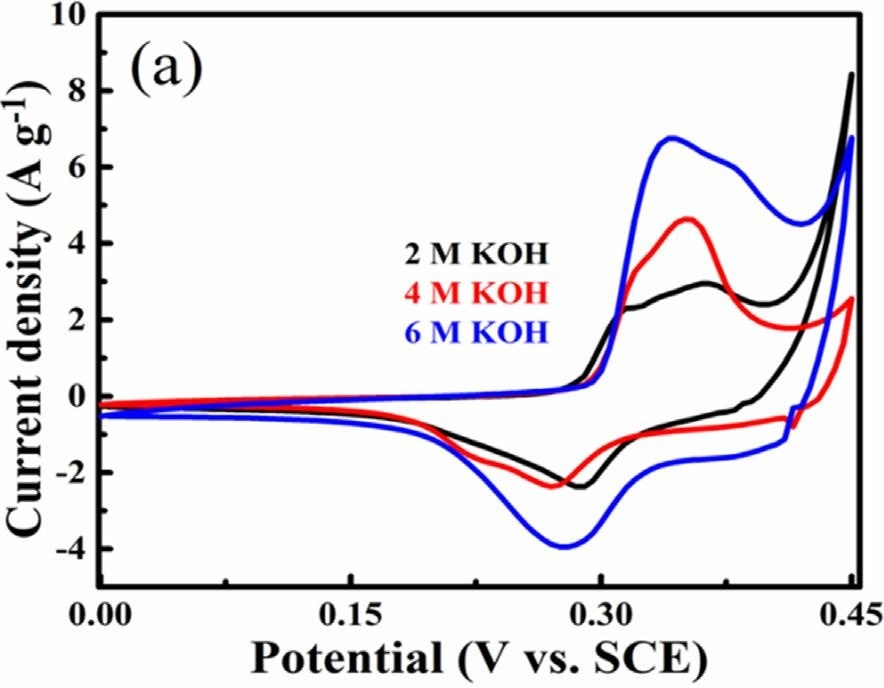 (a)
Current density (A g⁻¹)
10
8
6
4
2
0
-2
-4
2 M KOH
4 M KOH
6 M KOH
0.00 0.15 0.30 0.45
Potential (V vs. SCE)